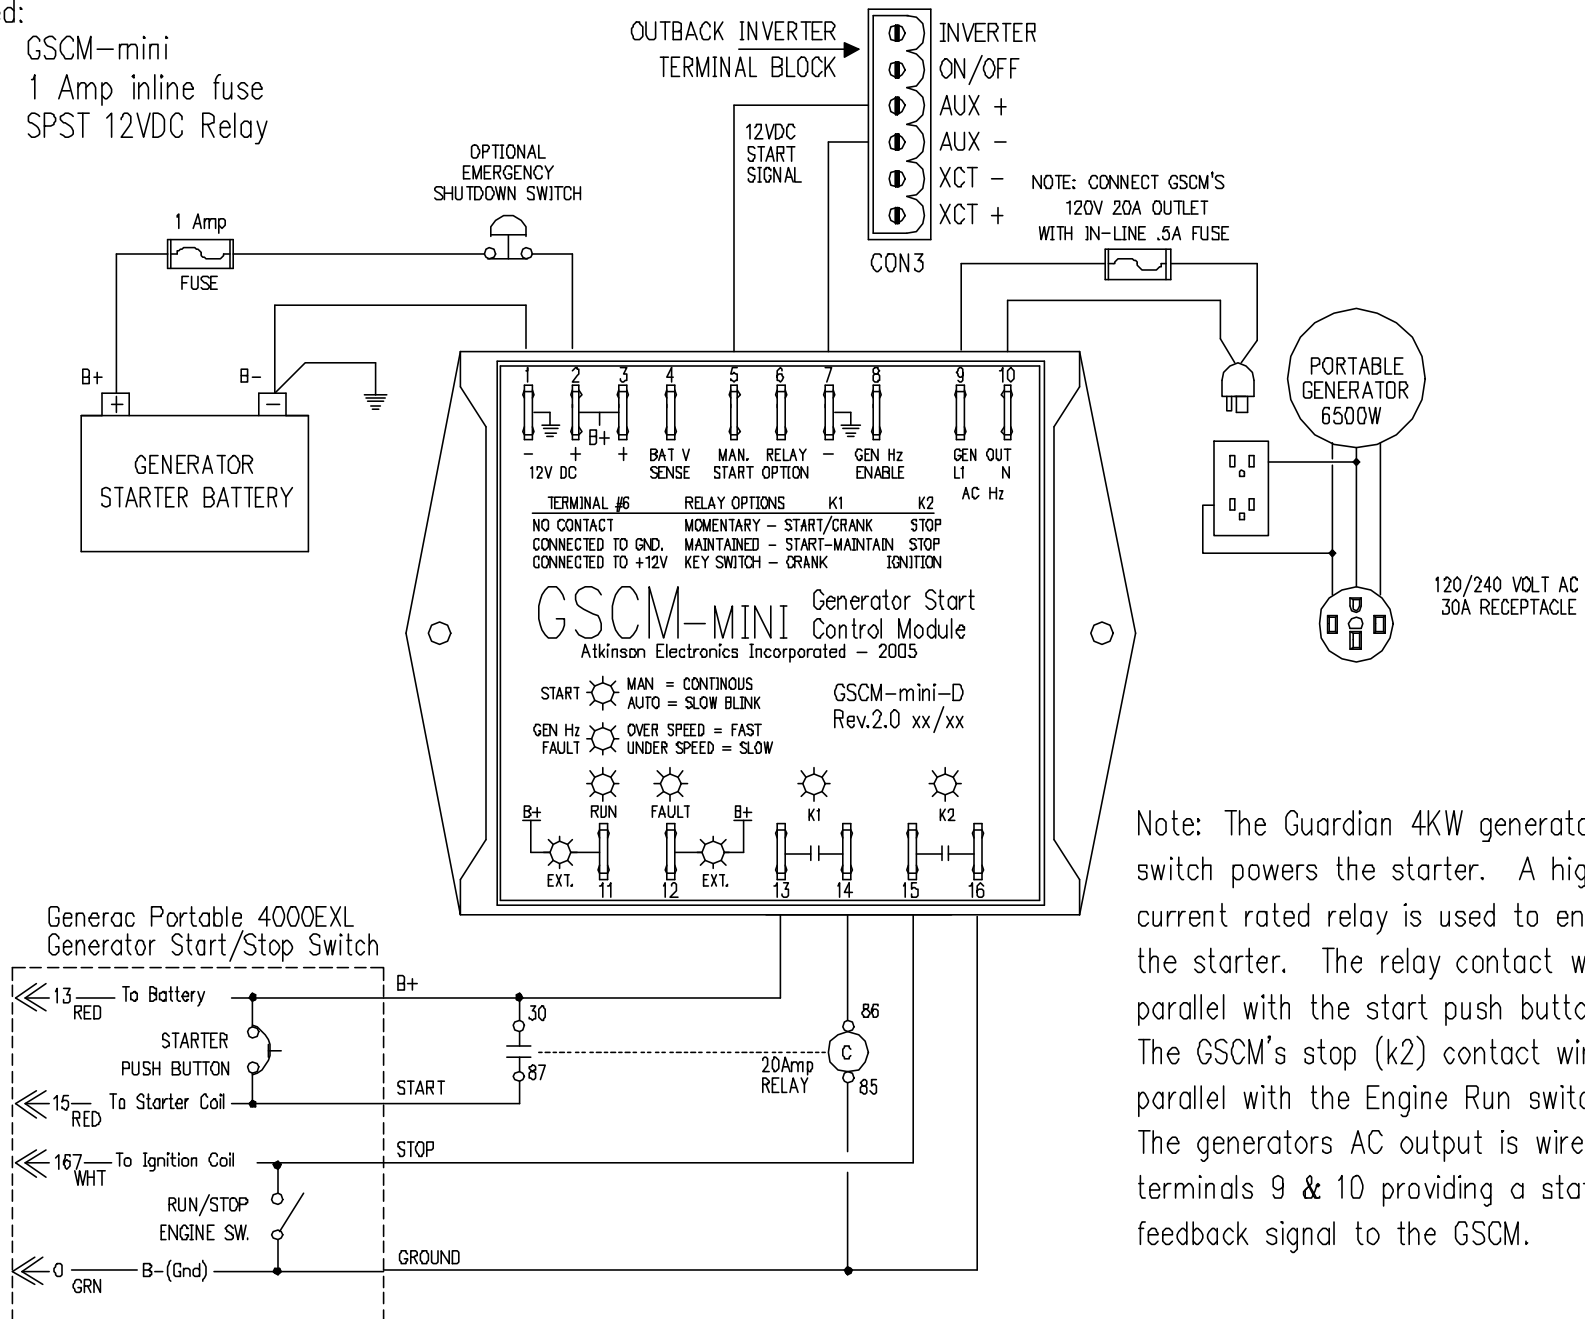 ed:
GSCM-mini
1 Amp inline fuse
SPST 12VDC Relay
OUTBACK INVERTER
TERMINAL BLOCK
INVERTER
ON/OFF
AUX +
AUX -
XCT -
XCT +
CON3
12VDC
START
SIGNAL
OPTIONAL
EMERGENCY
SHUTDOWN SWITCH
1 Amp
FUSE
NOTE: CONNECT GSCM'S
120V 20A OUTLET
WITH IN-LINE .5A FUSE
B+
B-
+
-
GENERATOR
STARTER BATTERY
PORTABLE
GENERATOR
6500W
120/240 VOLT AC
30A RECEPTACLE
1 2 3 4 5 6 7 8 9 10
B+
- + + BAT V MAN. RELAY - GEN Hz GEN OUT
12V DC SENSE START OPTION ENABLE L1 N
AC Hz
TERMINAL #6 RELAY OPTIONS K1 K2
NO CONTACT MOMENTARY - START/CRANK STOP
CONNECTED TO GND. MAINTAINED - START-MAINTAIN STOP
CONNECTED TO +12V KEY SWITCH - CRANK IGNITION
GSCM-MINI
Generator Start
Control Module
Atkinson Electronics Incorporated - 2005
START MAN = CONTINOUS
AUTO = SLOW BLINK
GSCM-mini-D
Rev.2.0 xx/xx
GEN Hz OVER SPEED = FAST
FAULT UNDER SPEED = SLOW
B+ RUN FAULT B+ K1 K2
EXT. 11 12 EXT. 13 14 15 16
Note: The Guardian 4KW generato
switch powers the starter. A hig
current rated relay is used to en
the starter. The relay contact w
parallel with the start push butto
The GSCM's stop (k2) contact wir
parallel with the Engine Run switc
The generators AC output is wire
terminals 9 & 10 providing a stat
feedback signal to the GSCM.
Generac Portable 4000EXL
Generator Start/Stop Switch
13 To Battery
RED
B+
STARTER
PUSH BUTTON
30
87
86
C
85
20Amp
RELAY
15 To Starter Coil
RED
START
167 To Ignition Coil
WHT
STOP
RUN/STOP
ENGINE SW.
0 B-(Gnd)
GRN
GROUND